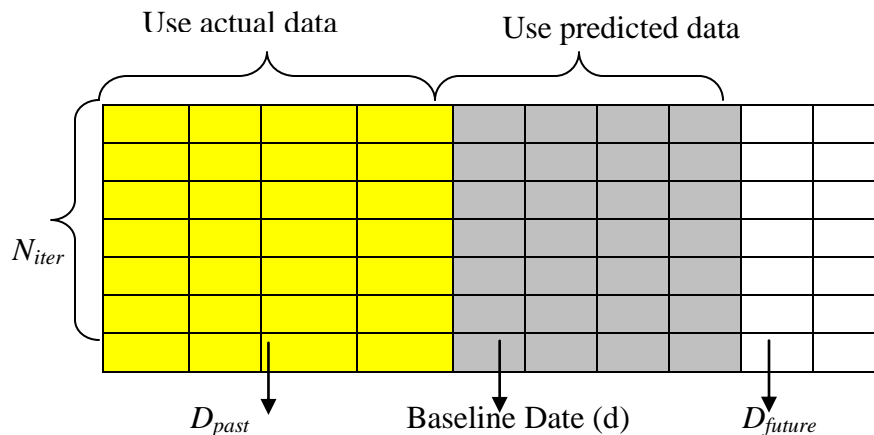 Use actual data
Use predicted data
N_iter
D_past
Baseline Date (d)
D_future